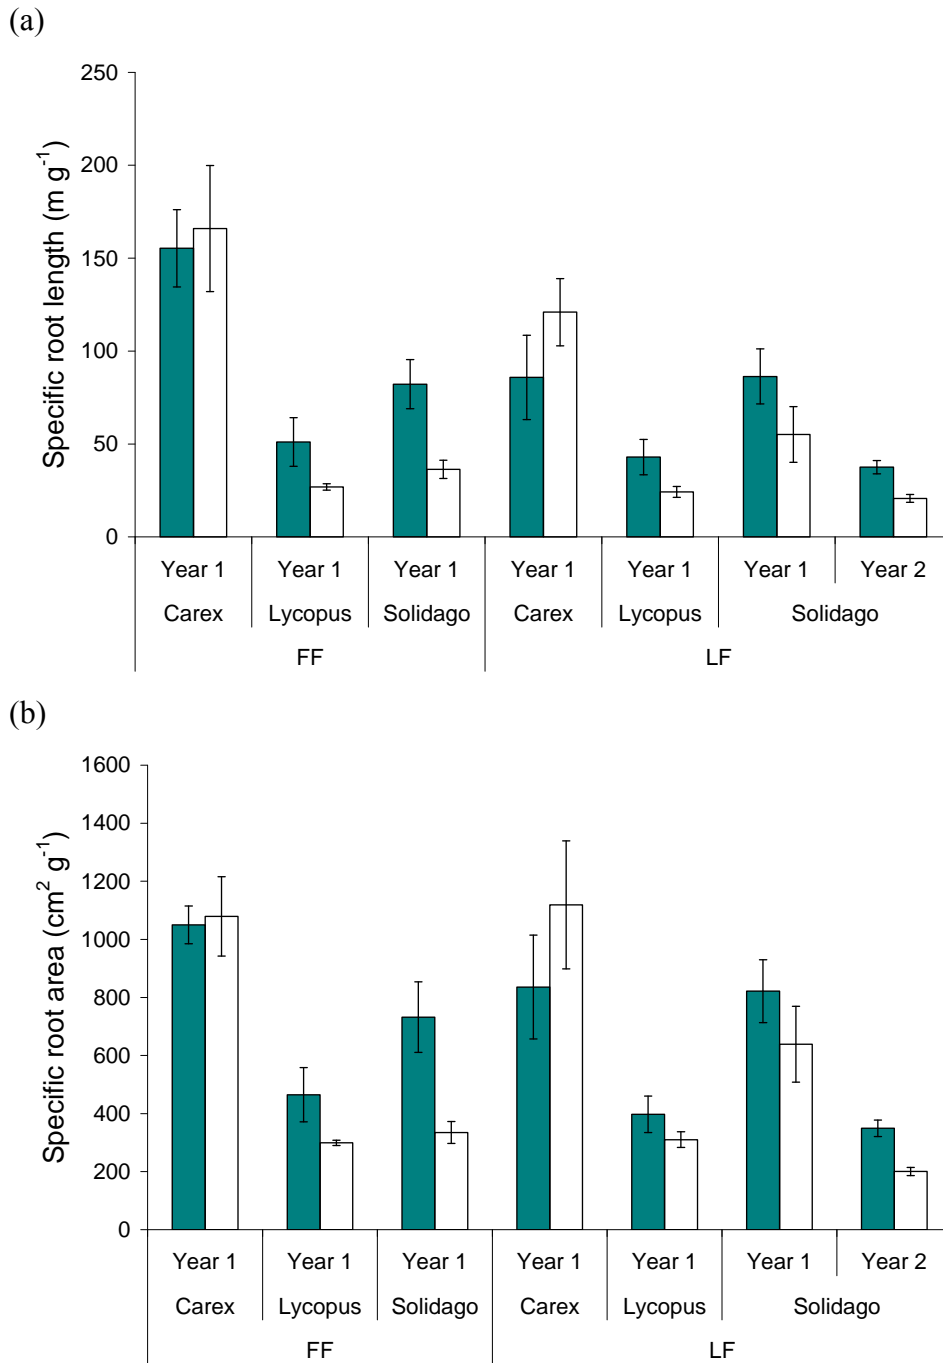 (a)
Specific root length (m g⁻¹)
250
200
150
100
50
0
Year 1 Year 1 Year 1 Year 1 Year 1 Year 1 Year 2
Carex Lycopus Solidago Carex Lycopus Solidago
FF LF
(b)
Specific root area (cm² g⁻¹)
1600
1400
1200
1000
800
600
400
200
0
Year 1 Year 1 Year 1 Year 1 Year 1 Year 1 Year 2
Carex Lycopus Solidago Carex Lycopus Solidago
FF LF